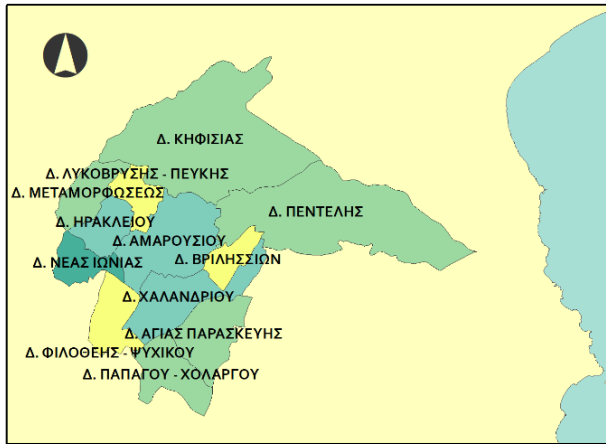 Δ. ΚΗΦΙΣΙΑΣ
Δ. ΛΥΚΟΒΡΥΣΗΣ - ΠΕΥΚΗΣ
Δ. ΜΕΤΑΜΟΡΦΩΣΕΩΣ
Δ. ΠΕΝΤΕΛΗΣ
Δ. ΗΡΑΚΛΕΙΟΥ
Δ. ΑΜΑΡΟΥΣΙΟΥ
Δ. ΝΕΑΣ ΙΩΝΙΑΣ
Δ. ΒΡΙΛΗΣΣΙΩΝ
Δ. ΧΑΛΑΝΔΡΙΟΥ
Δ. ΑΓΙΑΣ ΠΑΡΑΣΚΕΥΗΣ
Δ. ΦΙΛΟΘΕΗΣ - ΨΥΧΙΚΟΥ
Δ. ΠΑΠΑΓΟΥ - ΧΟΛΑΡΓΟΥ